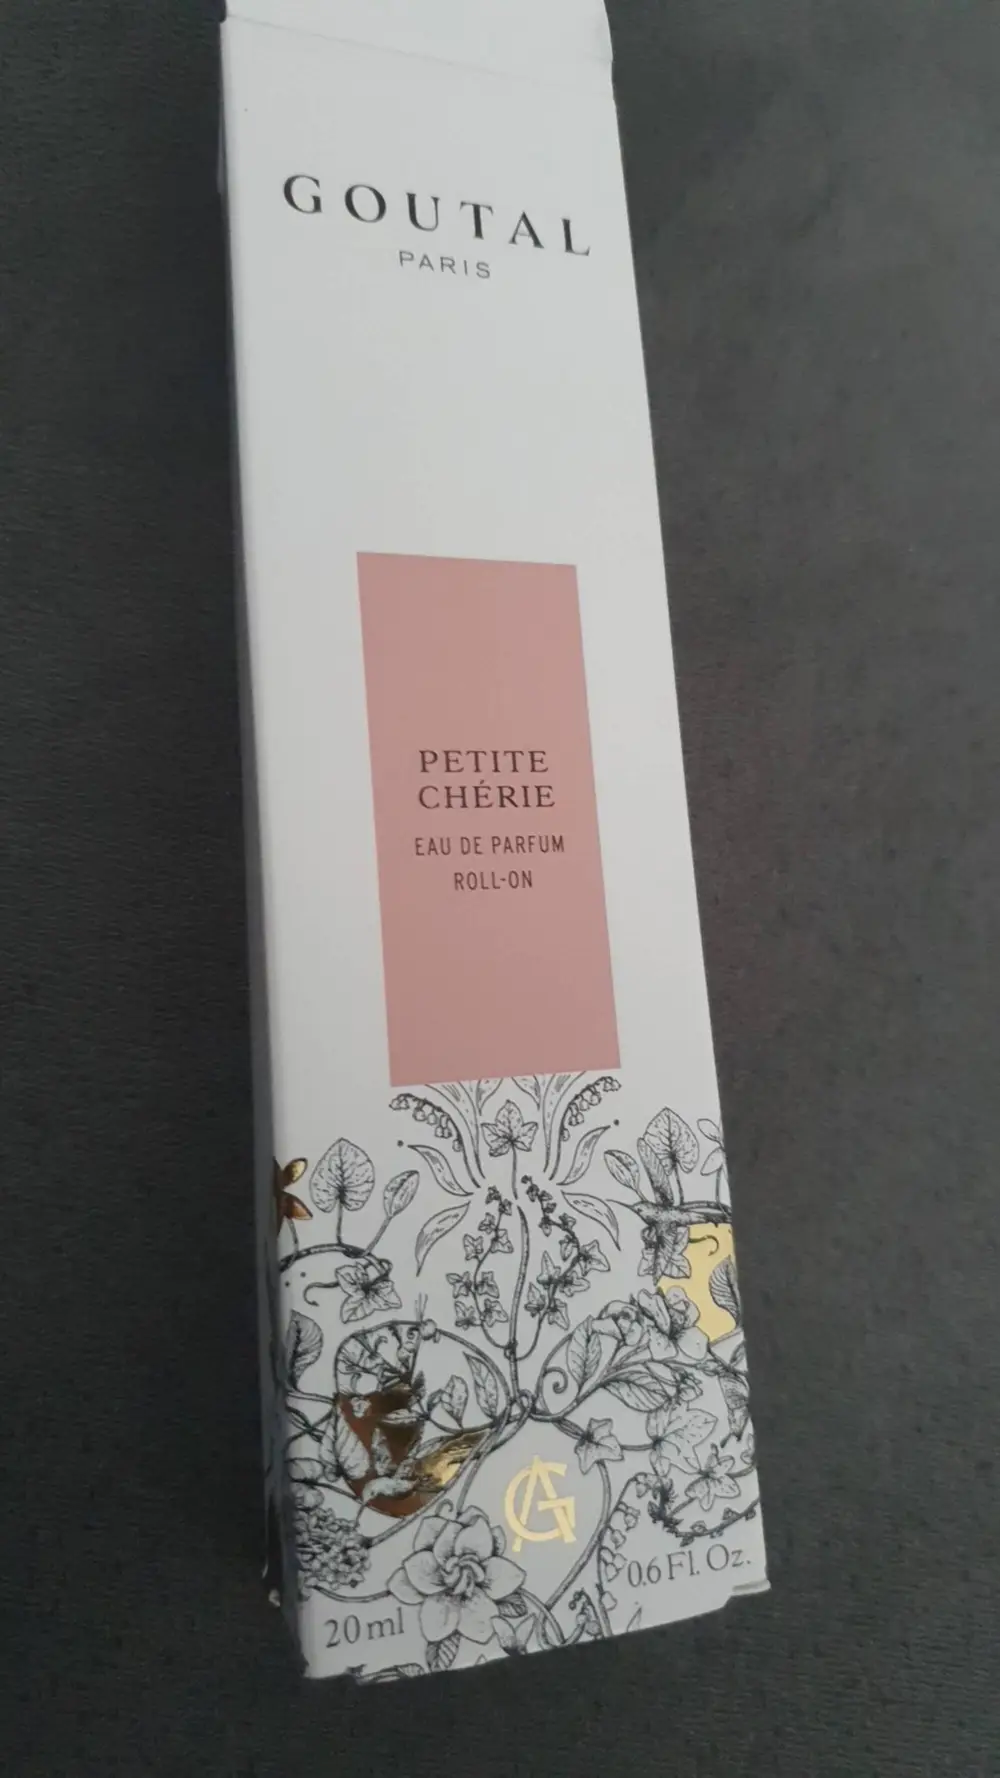 GOUTAL
PARIS
PETITE
CHÉRIE
EAU DE PARFUM
ROLL-ON
AG
20 ml
0.6 Fl. Oz.